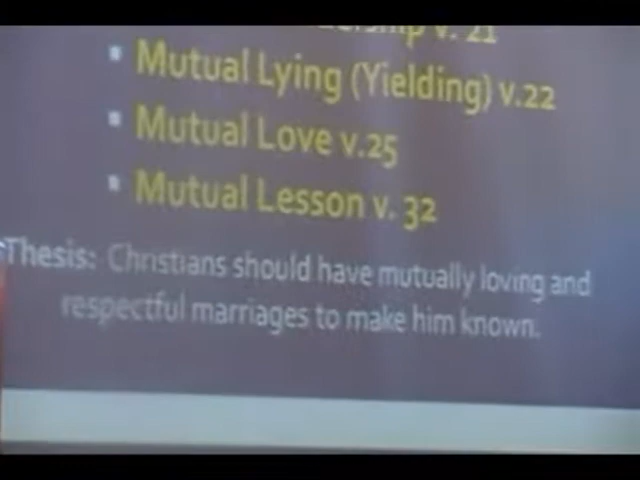 v. 21
Mutual Lying (Yielding) v.22
Mutual Love v.25
Mutual Lesson v. 32
Thesis: Christians should have mutually loving and
respectful marriages to make him known.